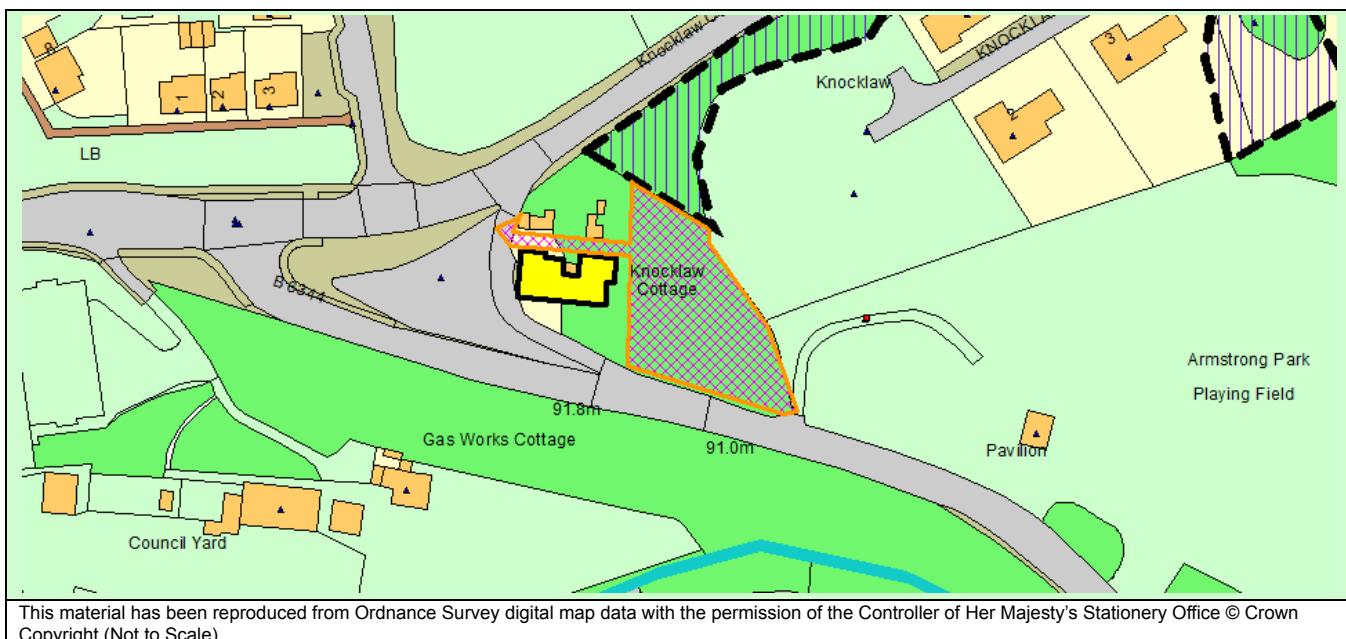 8
1
2
3
LB
Knocklaw
KNOCKLA
3
2
Knocklaw
Knocklaw
Cottage
B 6344
91.8m
91.0m
Gas Works Cottage
Council Yard
Armstrong Park
Playing Field
Pavilion
This material has been reproduced from Ordnance Survey digital map data with the permission of the Controller of Her Majesty's Stationery Office © Crown
Copyright (Not to Scale)